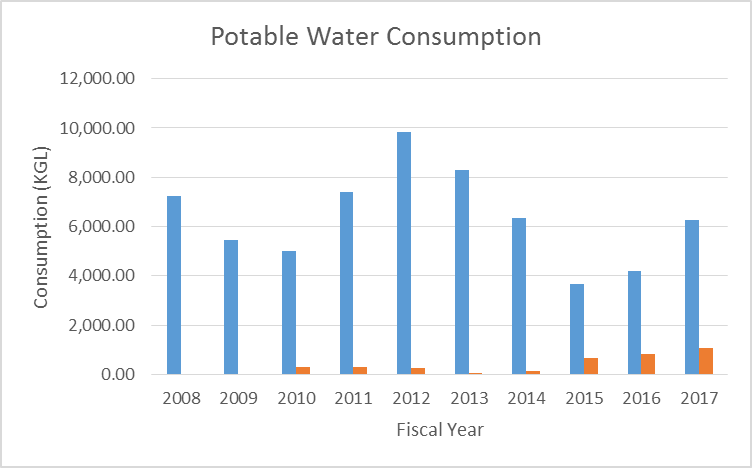 Potable Water Consumption
12,000.00
10,000.00
8,000.00
6,000.00
4,000.00
2,000.00
0.00
Consumption (KGL)
2008 2009 2010 2011 2012 2013 2014 2015 2016 2017
Fiscal Year